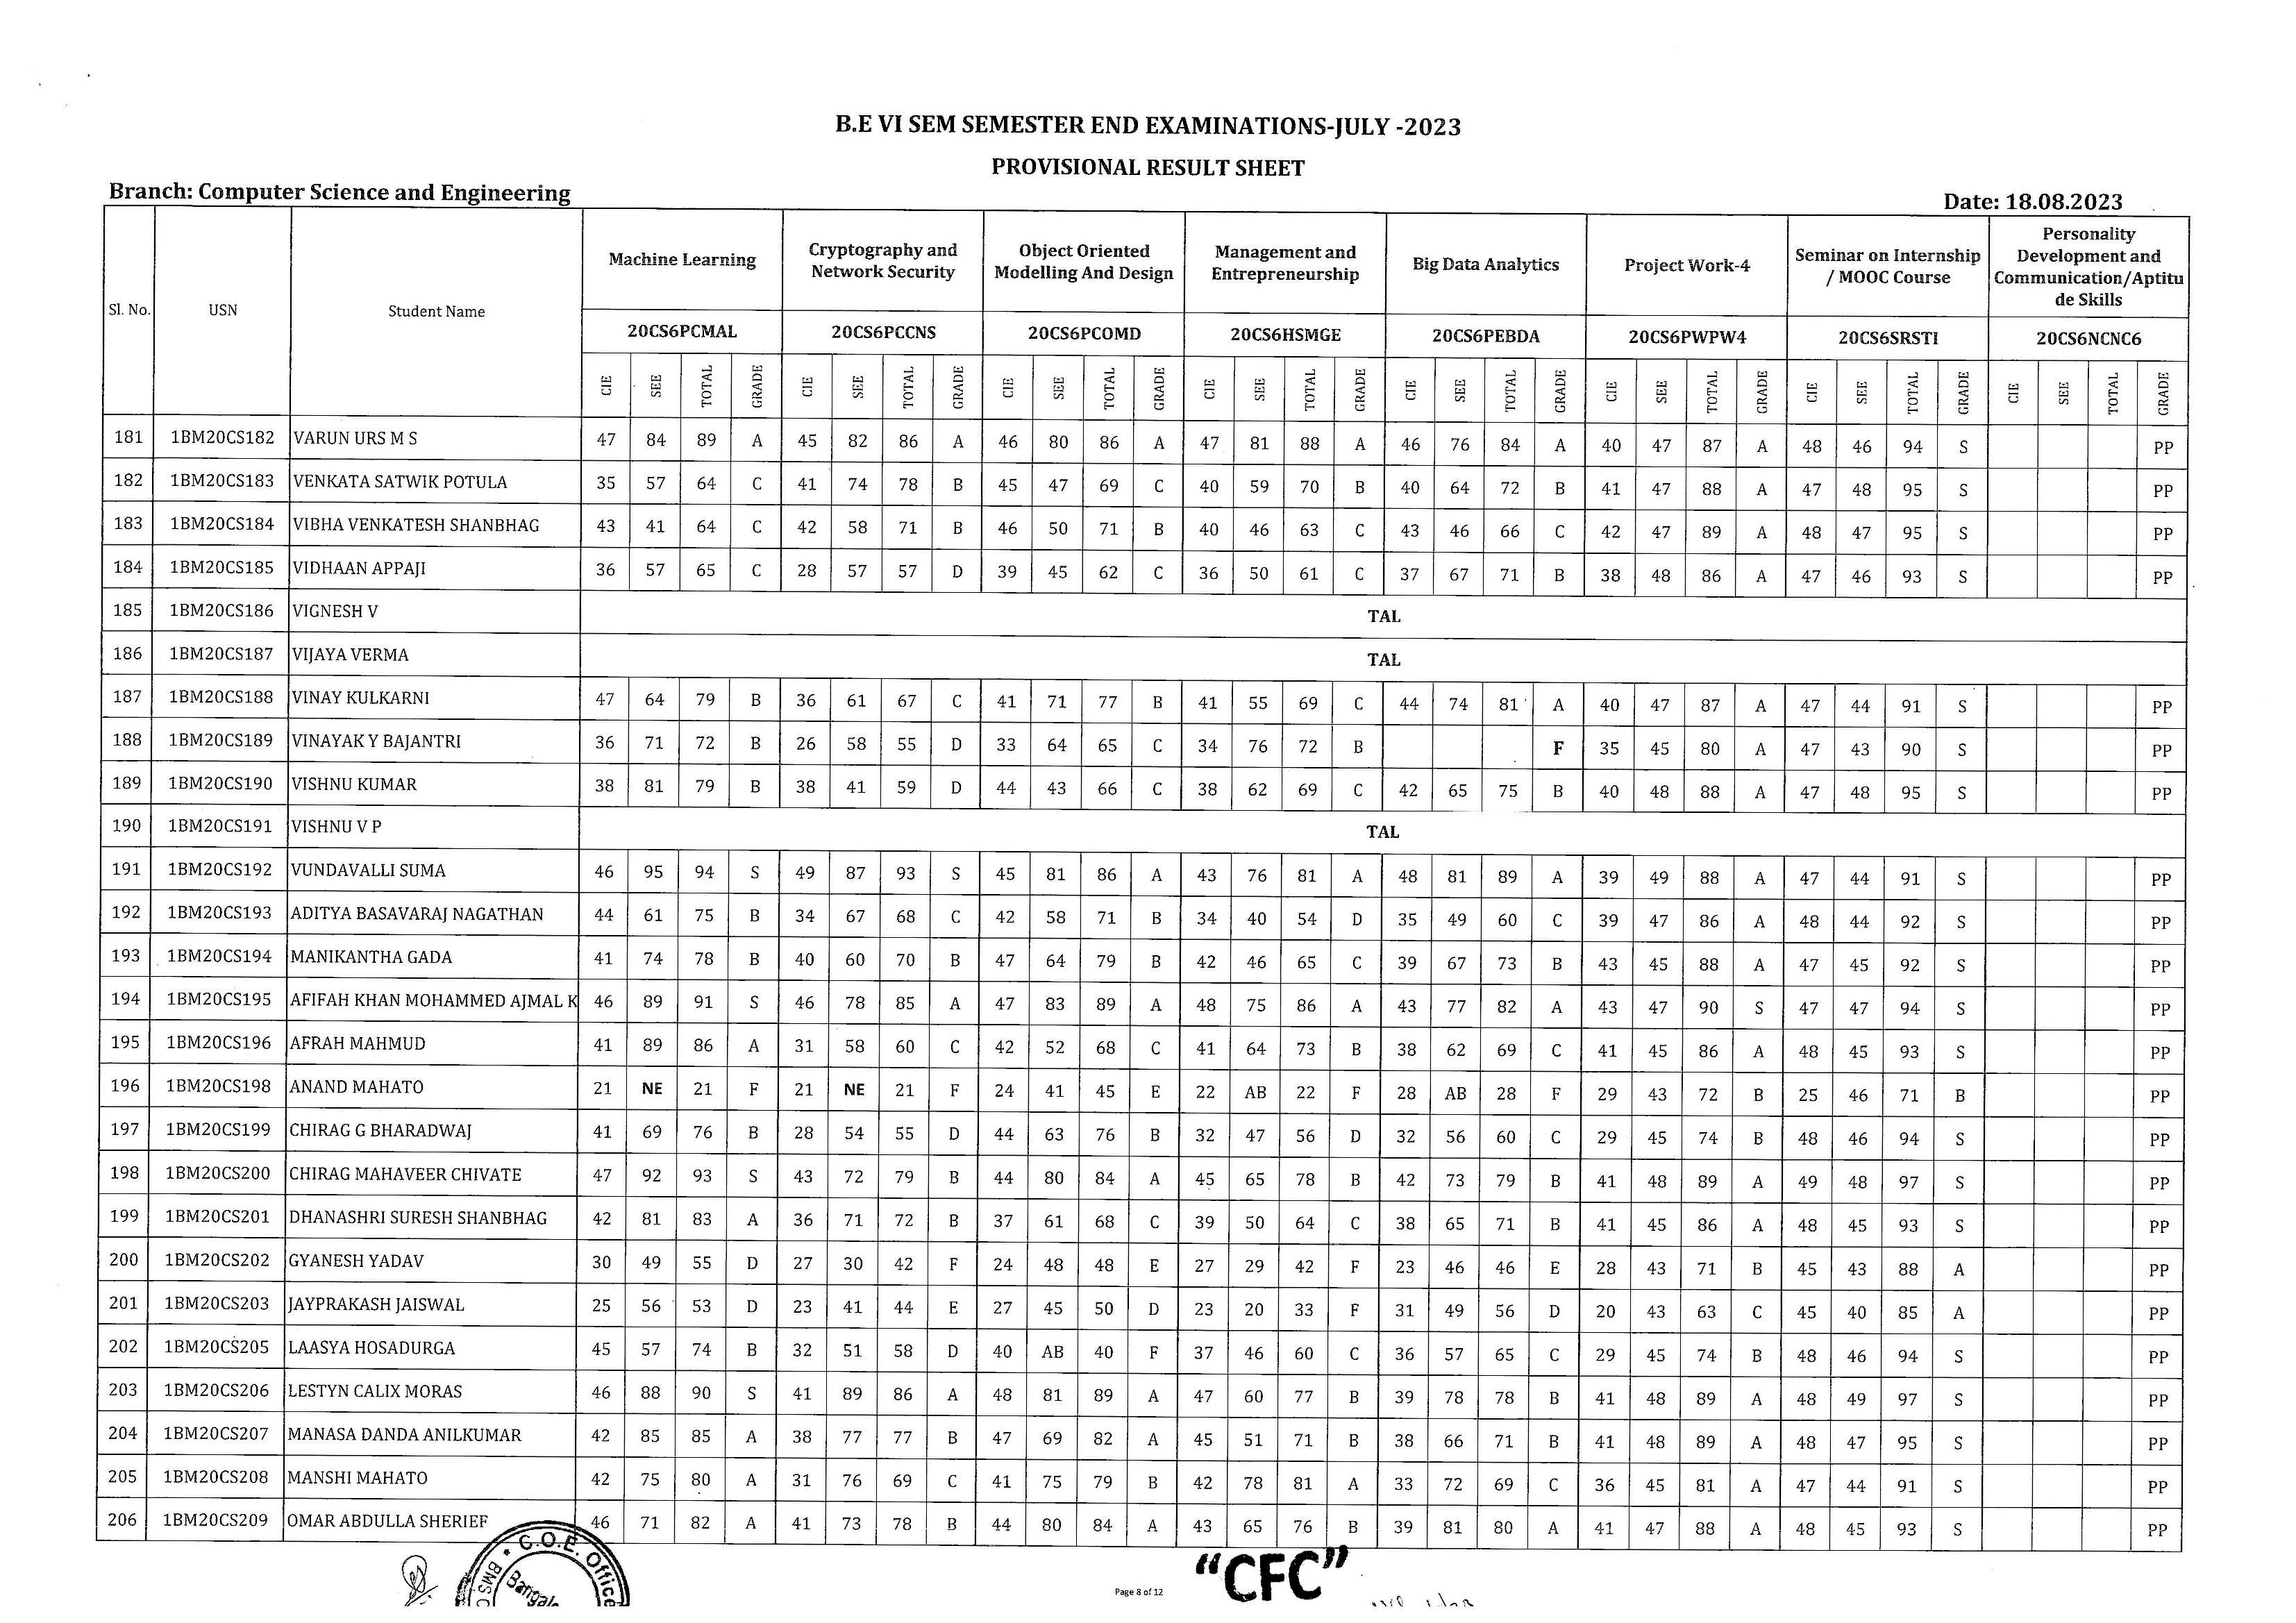 B.E VI SEM SEMESTER END EXAMINATIONS-JULY -2023
PROVISIONAL RESULT SHEET
Branch: Computer Science and Engineering Date: 18.08.2023
Sl. No. USN Student Name Machine Learning Cryptography and Network Security Object Oriented Modelling And Design Management and Entrepreneurship Big Data Analytics Project Work-4 Seminar on Internship / MOOC Course Personality Development and Communication/Aptitu de Skills
20CS6PCMAL 20CS6PCCNS 20CS6PCOMD 20CS6HSMGE 20CS6PEBDA 20CS6PWPW4 20CS6SRSTI 20CS6NCNC6
CIE SEE TOTAL GRADE CIE SEE TOTAL GRADE CIE SEE TOTAL GRADE CIE SEE TOTAL GRADE CIE SEE TOTAL GRADE CIE SEE TOTAL GRADE CIE SEE TOTAL GRADE CIE SEE TOTAL GRADE
181 1BM20CS182 VARUN URS M S 47 84 89 A 45 82 86 A 46 80 86 A 47 81 88 A 46 76 84 A 40 47 87 A 48 46 94 S PP
182 1BM20CS183 VENKATA SATWIK POTULA 35 57 64 C 41 74 78 B 45 47 69 C 40 59 70 B 40 64 72 B 41 47 88 A 47 48 95 S PP
183 1BM20CS184 VIBHA VENKATESH SHANBHAG 43 41 64 C 42 58 71 B 46 50 71 B 40 46 63 C 43 46 66 C 42 47 89 A 48 47 95 S PP
184 1BM20CS185 VIDHAAN APPAJI 36 57 65 C 28 57 57 D 39 45 62 C 36 50 61 C 37 67 71 B 38 48 86 A 47 46 93 S PP
185 1BM20CS186 VIGNESH V TAL
186 1BM20CS187 VIJAYA VERMA TAL
187 1BM20CS188 VINAY KULKARNI 47 64 79 B 36 61 67 C 41 71 77 B 41 55 69 C 44 74 81 A 40 47 87 A 47 44 91 S PP
188 1BM20CS189 VINAYAK Y BAJANTRI 36 71 72 B 26 58 55 D 33 64 65 C 34 76 72 B F 35 45 80 A 47 43 90 S PP
189 1BM20CS190 VISHNU KUMAR 38 81 79 B 38 41 59 D 44 43 66 C 38 62 69 C 42 65 75 B 40 48 88 A 47 48 95 S PP
190 1BM20CS191 VISHNU V P TAL
191 1BM20CS192 VUNDAVALLI SUMA 46 95 94 S 49 87 93 S 45 81 86 A 43 76 81 A 48 81 89 A 39 49 88 A 47 44 91 S PP
192 1BM20CS193 ADITYA BASAVARAJ NAGATHAN 44 61 75 B 34 67 68 C 42 58 71 B 34 40 54 D 35 49 60 C 39 47 86 A 48 44 92 S PP
193 1BM20CS194 MANIKANTHA GADA 41 74 78 B 40 60 70 B 47 64 79 B 42 46 65 C 39 67 73 B 43 45 88 A 47 45 92 S PP
194 1BM20CS195 AFIFAH KHAN MOHAMMED AJMAL K 46 89 91 S 46 78 85 A 47 83 89 A 48 75 86 A 43 77 82 A 43 47 90 S 47 47 94 S PP
195 1BM20CS196 AFRAH MAHMUD 41 89 86 A 31 58 60 C 42 52 68 C 41 64 73 B 38 62 69 C 41 45 86 A 48 45 93 S PP
196 1BM20CS198 ANAND MAHATO 21 NE 21 F 21 NE 21 F 24 41 45 E 22 AB 22 F 28 AB 28 F 29 43 72 B 25 46 71 B PP
197 1BM20CS199 CHIRAG G BHARADWAJ 41 69 76 B 28 54 55 D 44 63 76 B 32 47 56 D 32 56 60 C 29 45 74 B 48 46 94 S PP
198 1BM20CS200 CHIRAG MAHAVEER CHIVATE 47 92 93 S 43 72 79 B 44 80 84 A 45 65 78 B 42 73 79 B 41 48 89 A 49 48 97 S PP
199 1BM20CS201 DHANASHRI SURESH SHANBHAG 42 81 83 A 36 71 72 B 37 61 68 C 39 50 64 C 38 65 71 B 41 45 86 A 48 45 93 S PP
200 1BM20CS202 GYANESH YADAV 30 49 55 D 27 30 42 F 24 48 48 E 27 29 42 F 23 46 46 E 28 43 71 B 45 43 88 A PP
201 1BM20CS203 JAYPRAKASH JAISWAL 25 56 53 D 23 41 44 E 27 45 50 D 23 20 33 F 31 49 56 D 20 43 63 C 45 40 85 A PP
202 1BM20CS205 LAASYA HOSADURGA 45 57 74 B 32 51 58 D 40 AB 40 F 37 46 60 C 36 57 65 C 29 45 74 B 48 46 94 S PP
203 1BM20CS206 LESTYN CALIX MORAS 46 88 90 S 41 89 86 A 48 81 89 A 47 60 77 B 39 78 78 B 41 48 89 A 48 49 97 S PP
204 1BM20CS207 MANASA DANDA ANILKUMAR 42 85 85 A 38 77 77 B 47 69 82 A 45 51 71 B 38 66 71 B 41 48 89 A 48 47 95 S PP
205 1BM20CS208 MANSHI MAHATO 42 75 80 A 31 76 69 C 41 75 79 B 42 78 81 A 33 72 69 C 36 45 81 A 47 44 91 S PP
206 1BM20CS209 OMAR ABDULLA SHERIEF 46 71 82 A 41 73 78 B 44 80 84 A 43 65 76 B 39 81 80 A 41 47 88 A 48 45 93 S PP
C.O.E. Office
Page 8 of 12
"CFC"